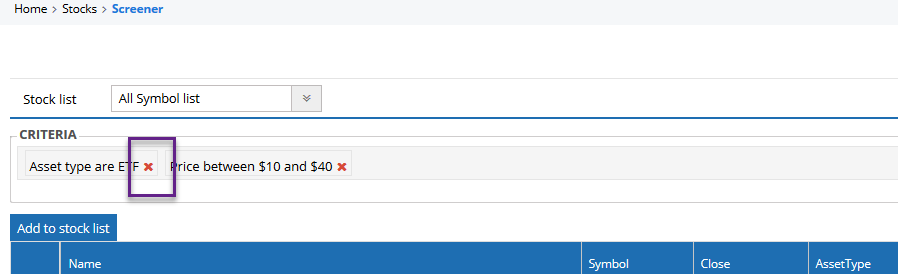 Home > Stocks > Screener
Stock list All Symbol list
CRITERIA
Asset type are ETF ✖ Price between $10 and $40 ✖
Add to stock list
Name Symbol Close AssetType